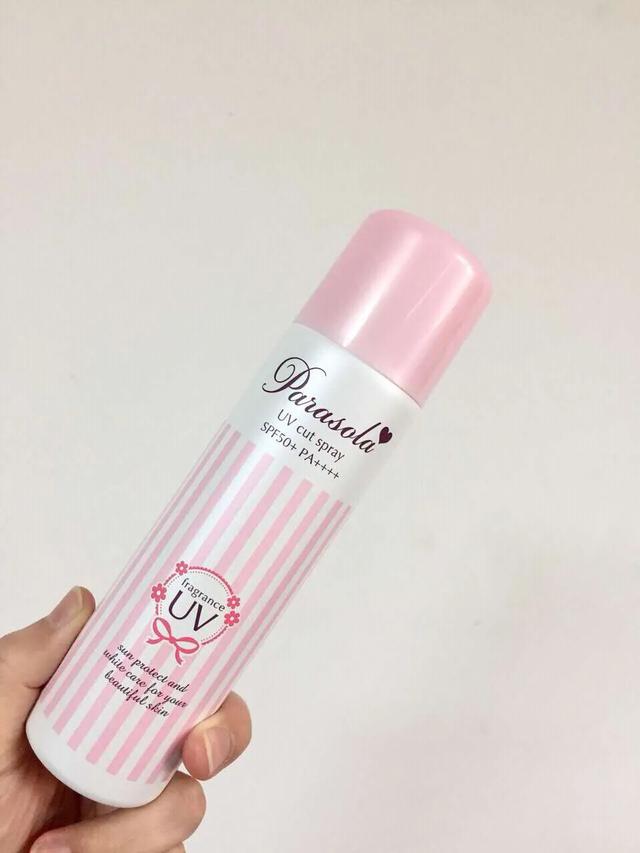 Parasola
UV cut spray
SPF50+ PA++++
fragrance
UV
sun protect and
white care for your
beautiful skin